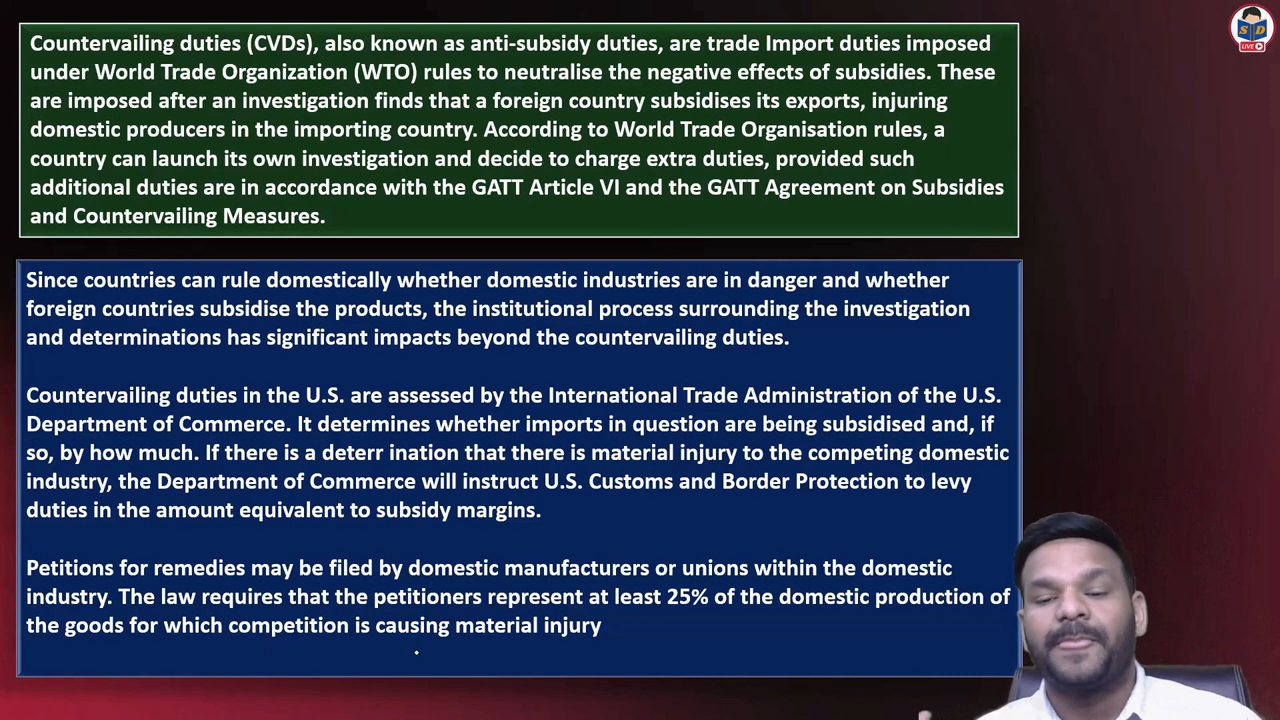 Countervailing duties (CVDs), also known as anti-subsidy duties, are trade Import duties imposed
under World Trade Organization (WTO) rules to neutralise the negative effects of subsidies. These
are imposed after an investigation finds that a foreign country subsidises its exports, injuring
domestic producers in the importing country. According to World Trade Organisation rules, a
country can launch its own investigation and decide to charge extra duties, provided such
additional duties are in accordance with the GATT Article VI and the GATT Agreement on Subsidies
and Countervailing Measures.
Since countries can rule domestically whether domestic industries are in danger and whether
foreign countries subsidise the products, the institutional process surrounding the investigation
and determinations has significant impacts beyond the countervailing duties.
Countervailing duties in the U.S. are assessed by the International Trade Administration of the U.S.
Department of Commerce. It determines whether imports in question are being subsidised and, if
so, by how much. If there is a deterr ination that there is material injury to the competing domestic
industry, the Department of Commerce will instruct U.S. Customs and Border Protection to levy
duties in the amount equivalent to subsidy margins.
Petitions for remedies may be filed by domestic manufacturers or unions within the domestic
industry. The law requires that the petitioners represent at least 25% of the domestic production of
the goods for which competition is causing material injury
S D
LIVE